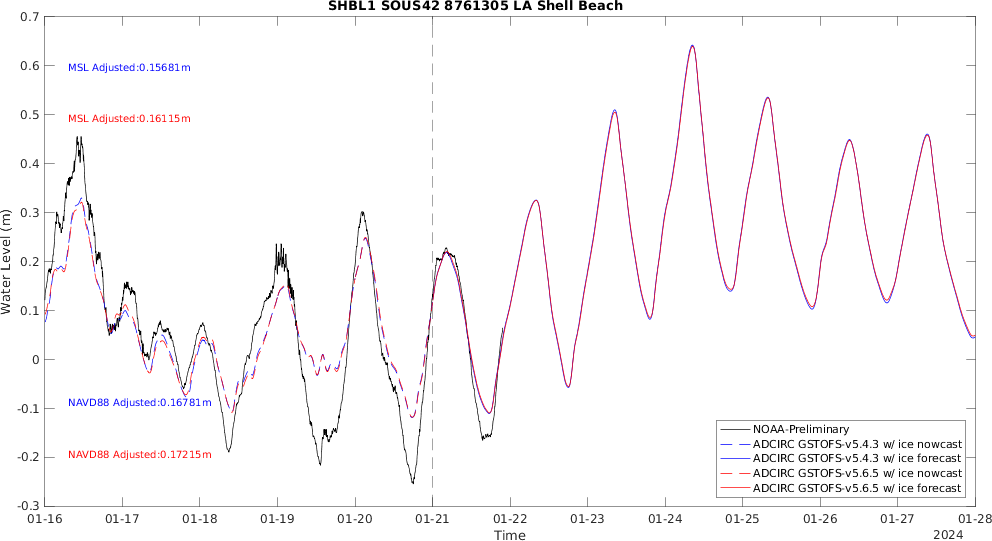 SHBL1 SOUS42 8761305 LA Shell Beach
0.7
0.6
0.5
0.4
0.3
0.2
0.1
0
-0.1
-0.2
-0.3
Water Level (m)
MSL Adjusted:0.15681m
MSL Adjusted:0.16115m
NAVD88 Adjusted:0.16781m
NAVD88 Adjusted:0.17215m
NOAA-Preliminary
ADCIRC GSTOFS-v5.4.3 w/ ice nowcast
ADCIRC GSTOFS-v5.4.3 w/ ice forecast
ADCIRC GSTOFS-v5.6.5 w/ ice nowcast
ADCIRC GSTOFS-v5.6.5 w/ ice forecast
01-16 01-17 01-18 01-19 01-20 01-21 01-22 01-23 01-24 01-25 01-26 01-27 01-28
Time
2024